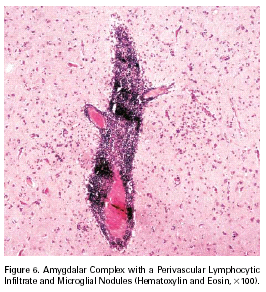 Figure 6. Amygdalar Complex with a Perivascular Lymphocytic
Infiltrate and Microglial Nodules (Hematoxylin and Eosin, ×100).